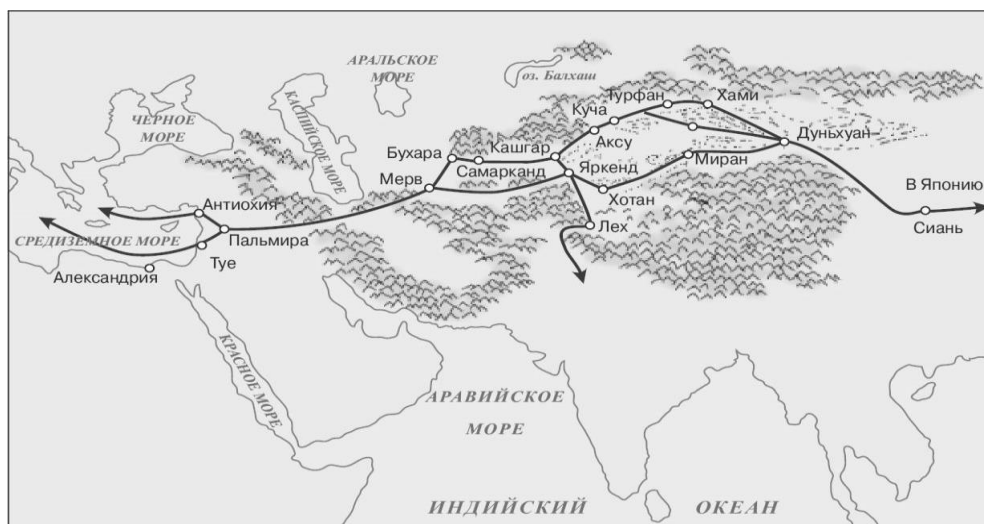 АРАЛЬСКОЕ
МОРЕ
оз. Балхаш
КАСПИЙСКОЕ МОРЕ
ЧЕРНОЕ
МОРЕ
Турфан
Хами
Куча
Аксу
Дуньхуан
Бухара
Кашгар
Самарканд
Яркенд
Миран
Мерв
Хотан
Антиохия
В Японию
Сиань
СРЕДИЗЕМНОЕ МОРЕ
Пальмира
Лех
Туе
Александрия
КРАСНОЕ МОРЕ
АРАВИЙСКОЕ
МОРЕ
ИНДИЙСКИЙ ОКЕАН